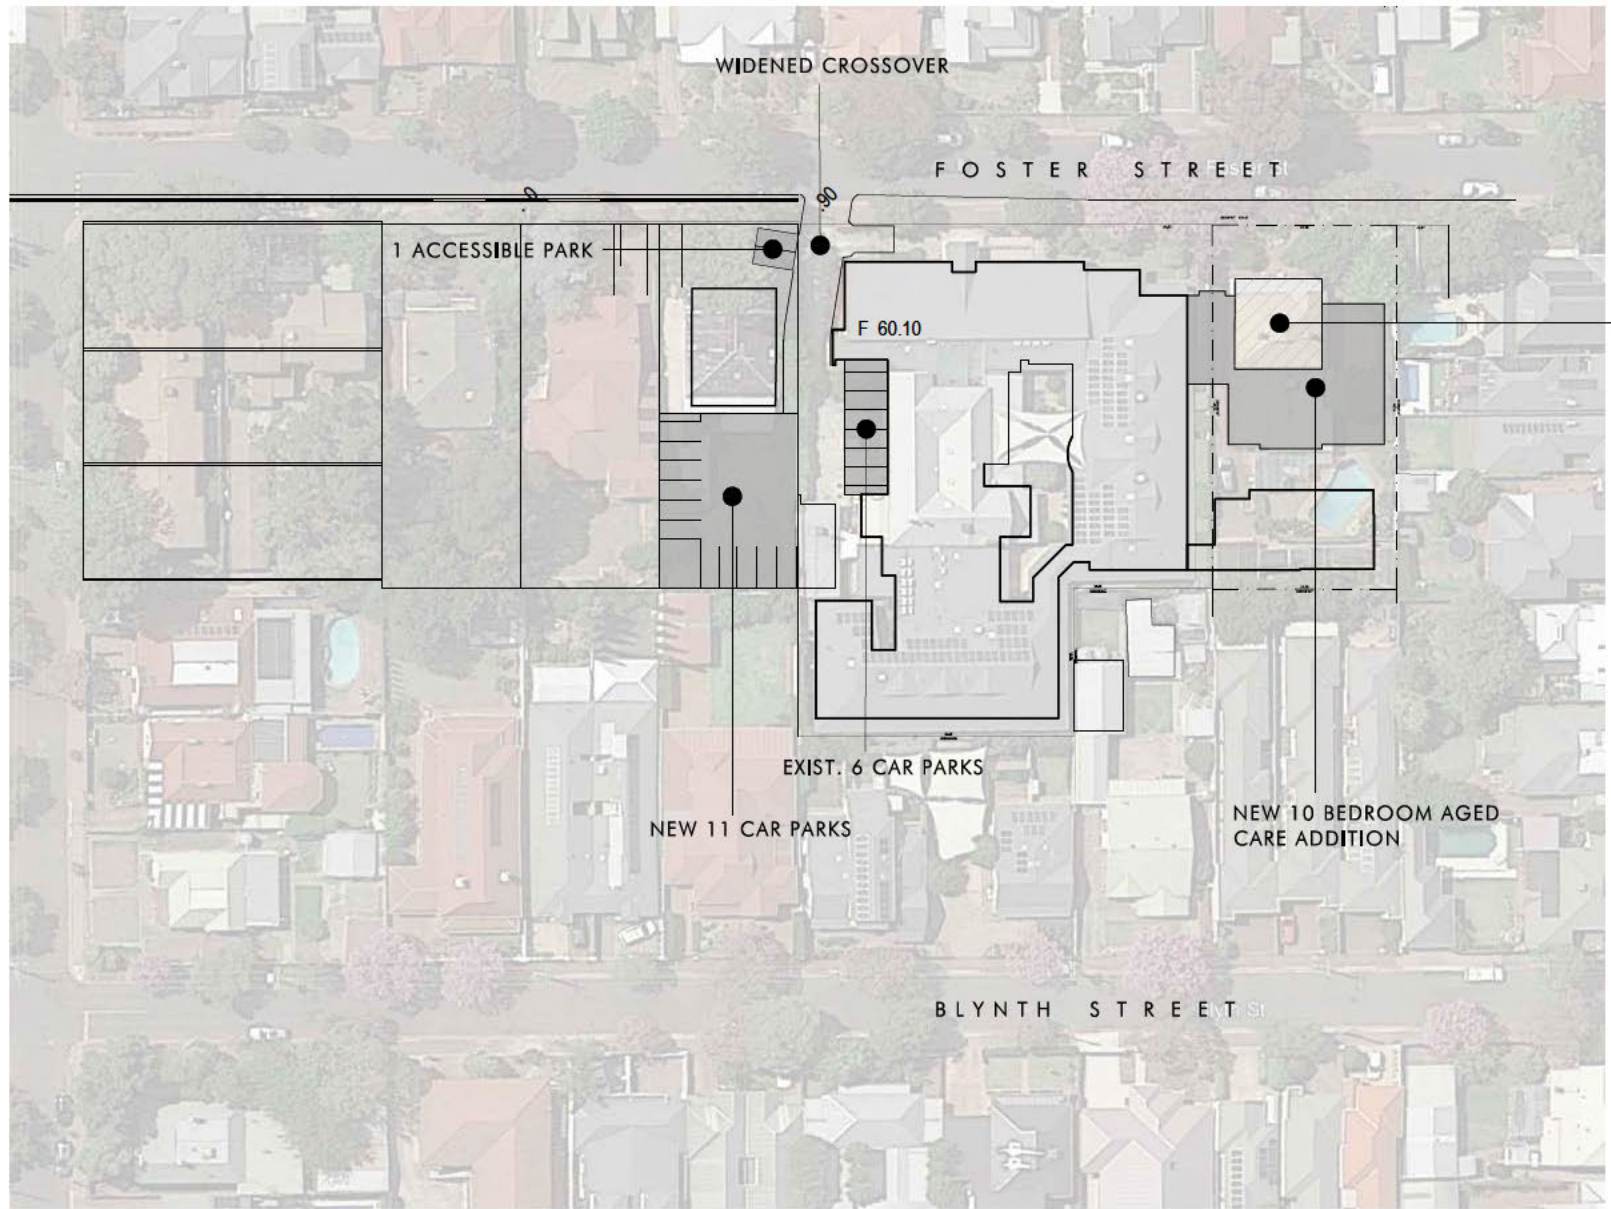 WIDENED CROSSOVER
FOSTER STREET
.90
1 ACCESSIBLE PARK
F 60.10
EXIST. 6 CAR PARKS
NEW 11 CAR PARKS
NEW 10 BEDROOM AGED
CARE ADDITION
BLYNTH STREET